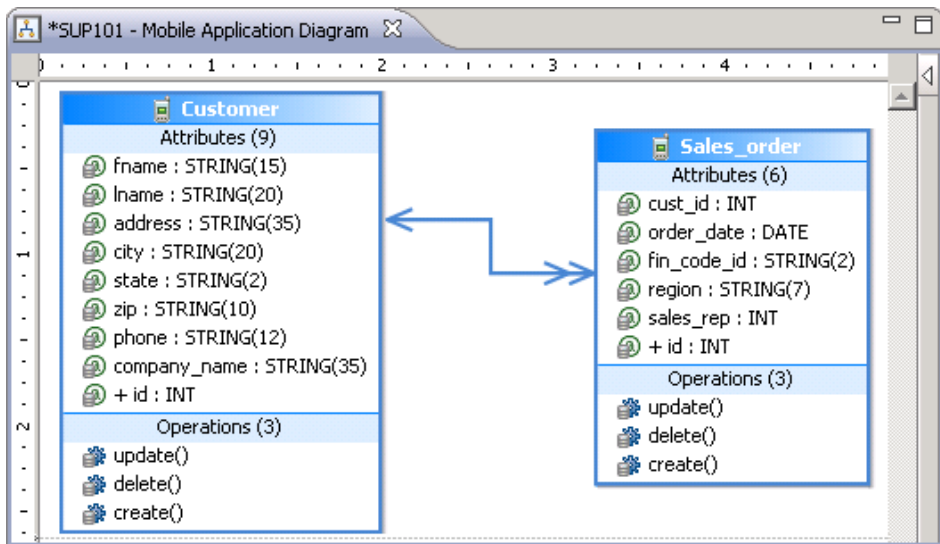 *SUP101 - Mobile Application Diagram
1 2 3 4
0
1
2
Customer
Attributes (9)
fname : STRING(15)
lname : STRING(20)
address : STRING(35)
city : STRING(20)
state : STRING(2)
zip : STRING(10)
phone : STRING(12)
company_name : STRING(35)
+ id : INT
Operations (3)
update()
delete()
create()
Sales_order
Attributes (6)
cust_id : INT
order_date : DATE
fin_code_id : STRING(2)
region : STRING(7)
sales_rep : INT
+ id : INT
Operations (3)
update()
delete()
create()